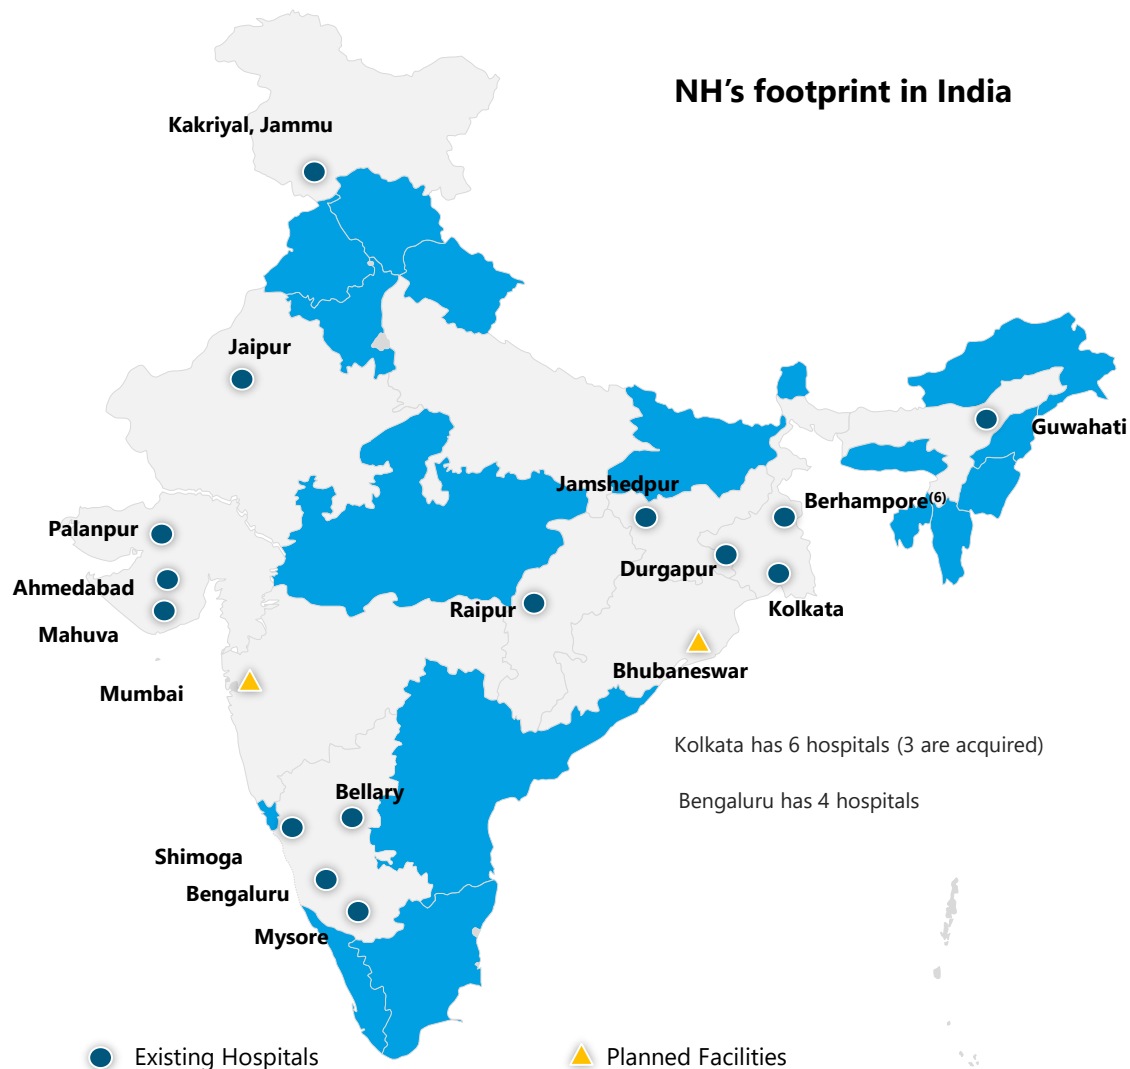 NH’s footprint in India
Kakriyal, Jammu
Jaipur
Guwahati
Jamshedpur
Berhampore(6)
Palanpur
Durgapur
Ahmedabad
Raipur
Kolkata
Mahuva
Bhubaneswar
Mumbai
Kolkata has 6 hospitals (3 are acquired)
Bellary
Bengaluru has 4 hospitals
Shimoga
Bengaluru
Mysore
Existing Hospitals
Planned Facilities